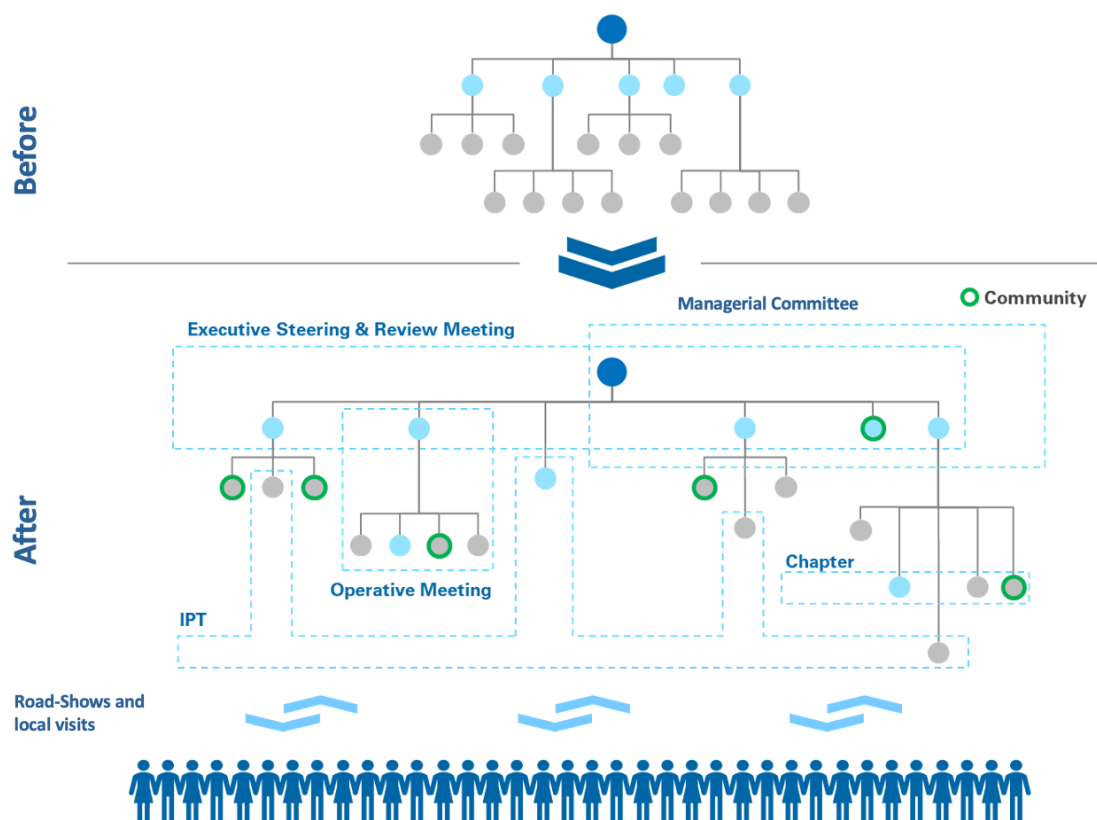 Before
Managerial Committee
Community
Executive Steering & Review Meeting
After
Chapter
Operative Meeting
IPT
Road-Shows and
local visits